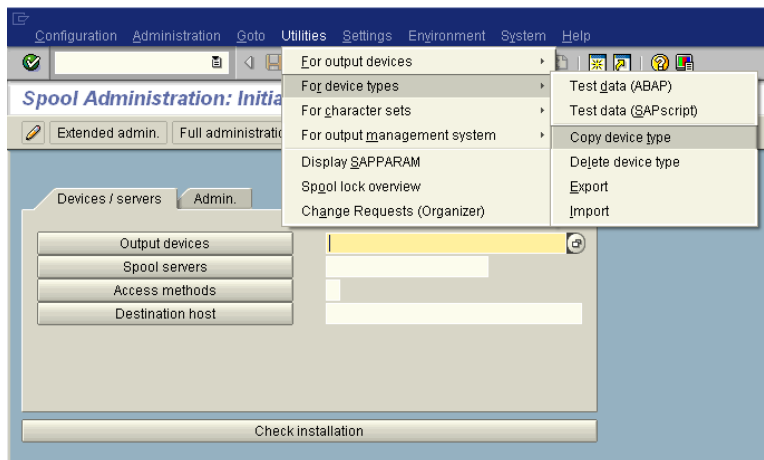 Configuration Administration Goto Utilities Settings Environment System Help
For output devices
For device types
For character sets
For output management system
Display SAPPARAM
Spool lock overview
Change Requests (Organizer)
Test data (ABAP)
Test data (SAPscript)
Copy device type
Delete device type
Export
Import
Spool Administration:
Extended admin. Full
Devices / servers Admin.
Output devices
Spool servers
Access methods
Destination host
Check installation